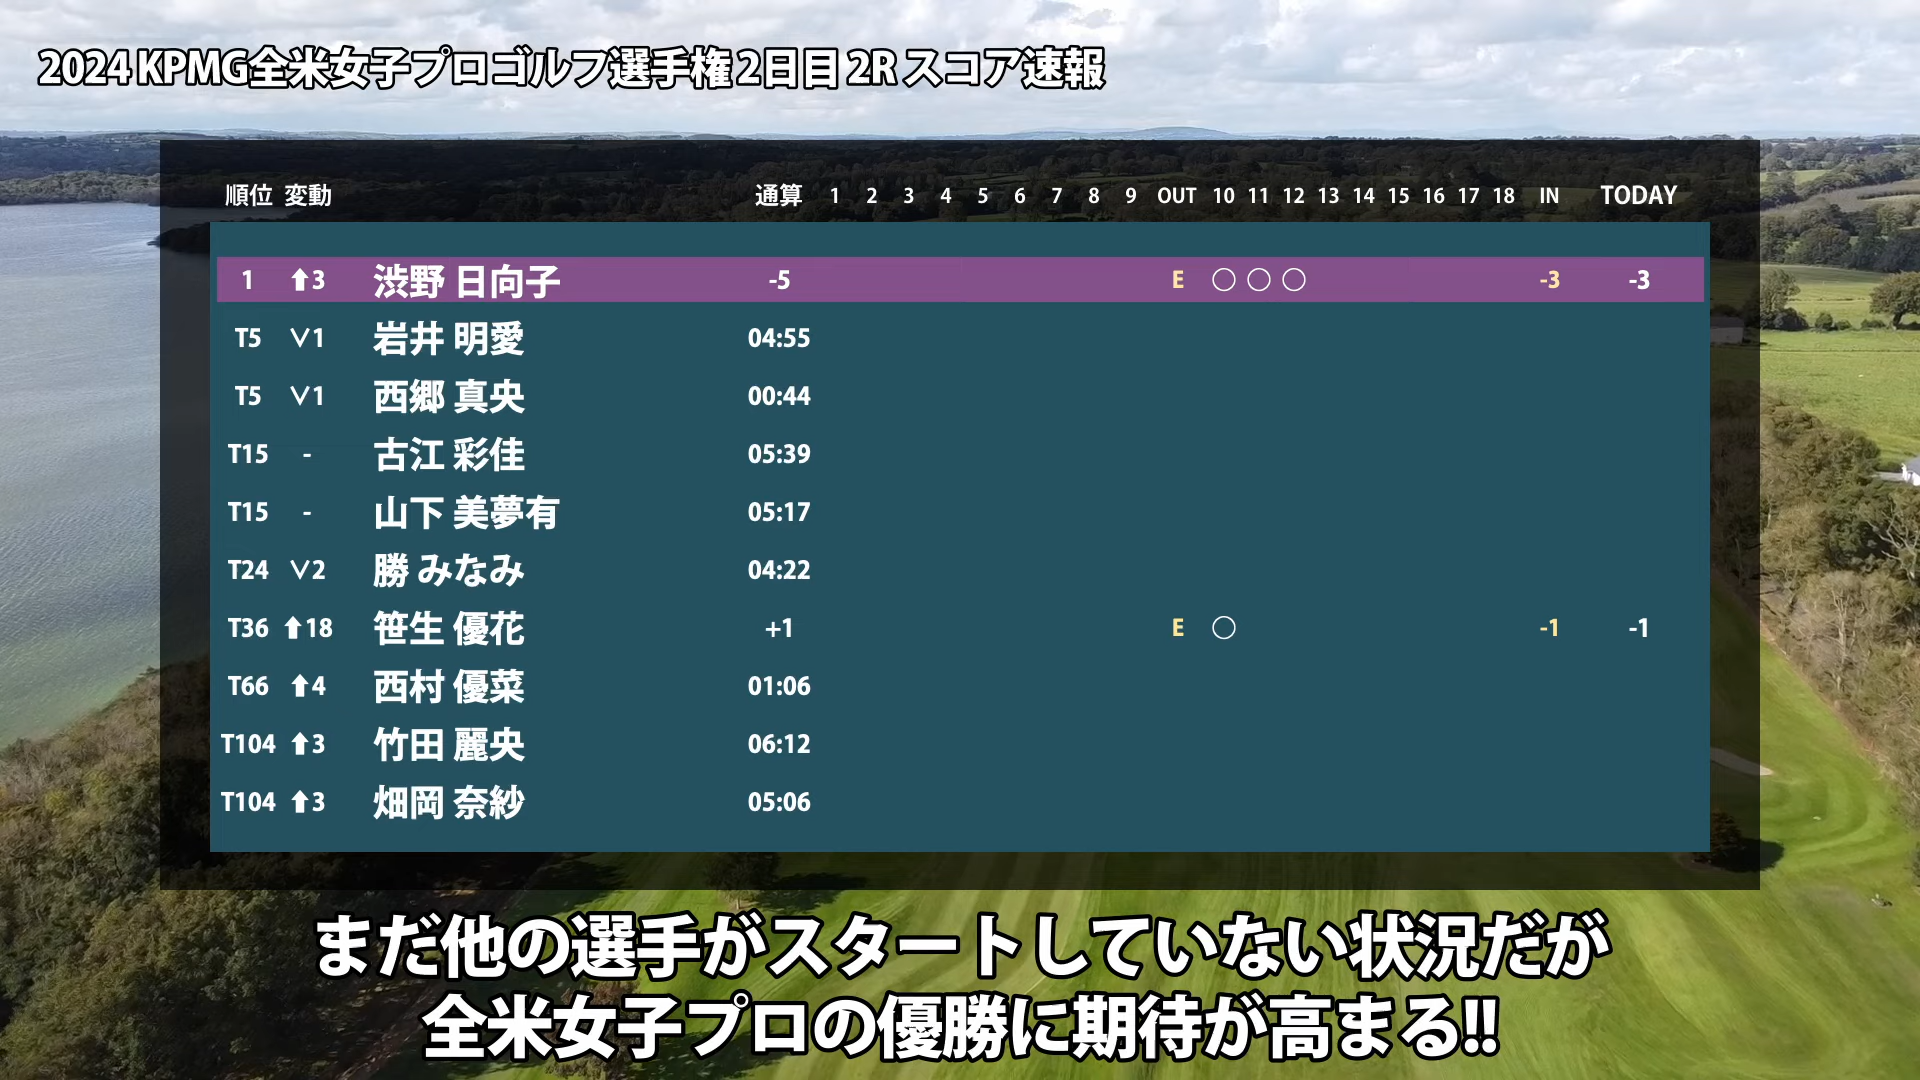 2024 KPMG全米女子プロゴルフ選手権 2日目 2R スコア速報
順位 変動 通算 1 2 3 4 5 6 7 8 9 OUT 10 11 12 13 14 15 16 17 18 IN TODAY
1 ⬆3 渋野 日向子 -5 E ○ ○ ○ -3 -3
T5 ∨1 岩井 明愛 04:55
T5 ∨1 西郷 真央 00:44
T15 - 古江 彩佳 05:39
T15 - 山下 美夢有 05:17
T24 ∨2 勝 みなみ 04:22
T36 ⬆18 笹生 優花 +1 E ○ -1 -1
T66 ⬆4 西村 優菜 01:06
T104 ⬆3 竹田 麗央 06:12
T104 ⬆3 畑岡 奈紗 05:06
まだ他の選手がスタートしていない状況だが
全米女子プロの優勝に期待が高まる!!